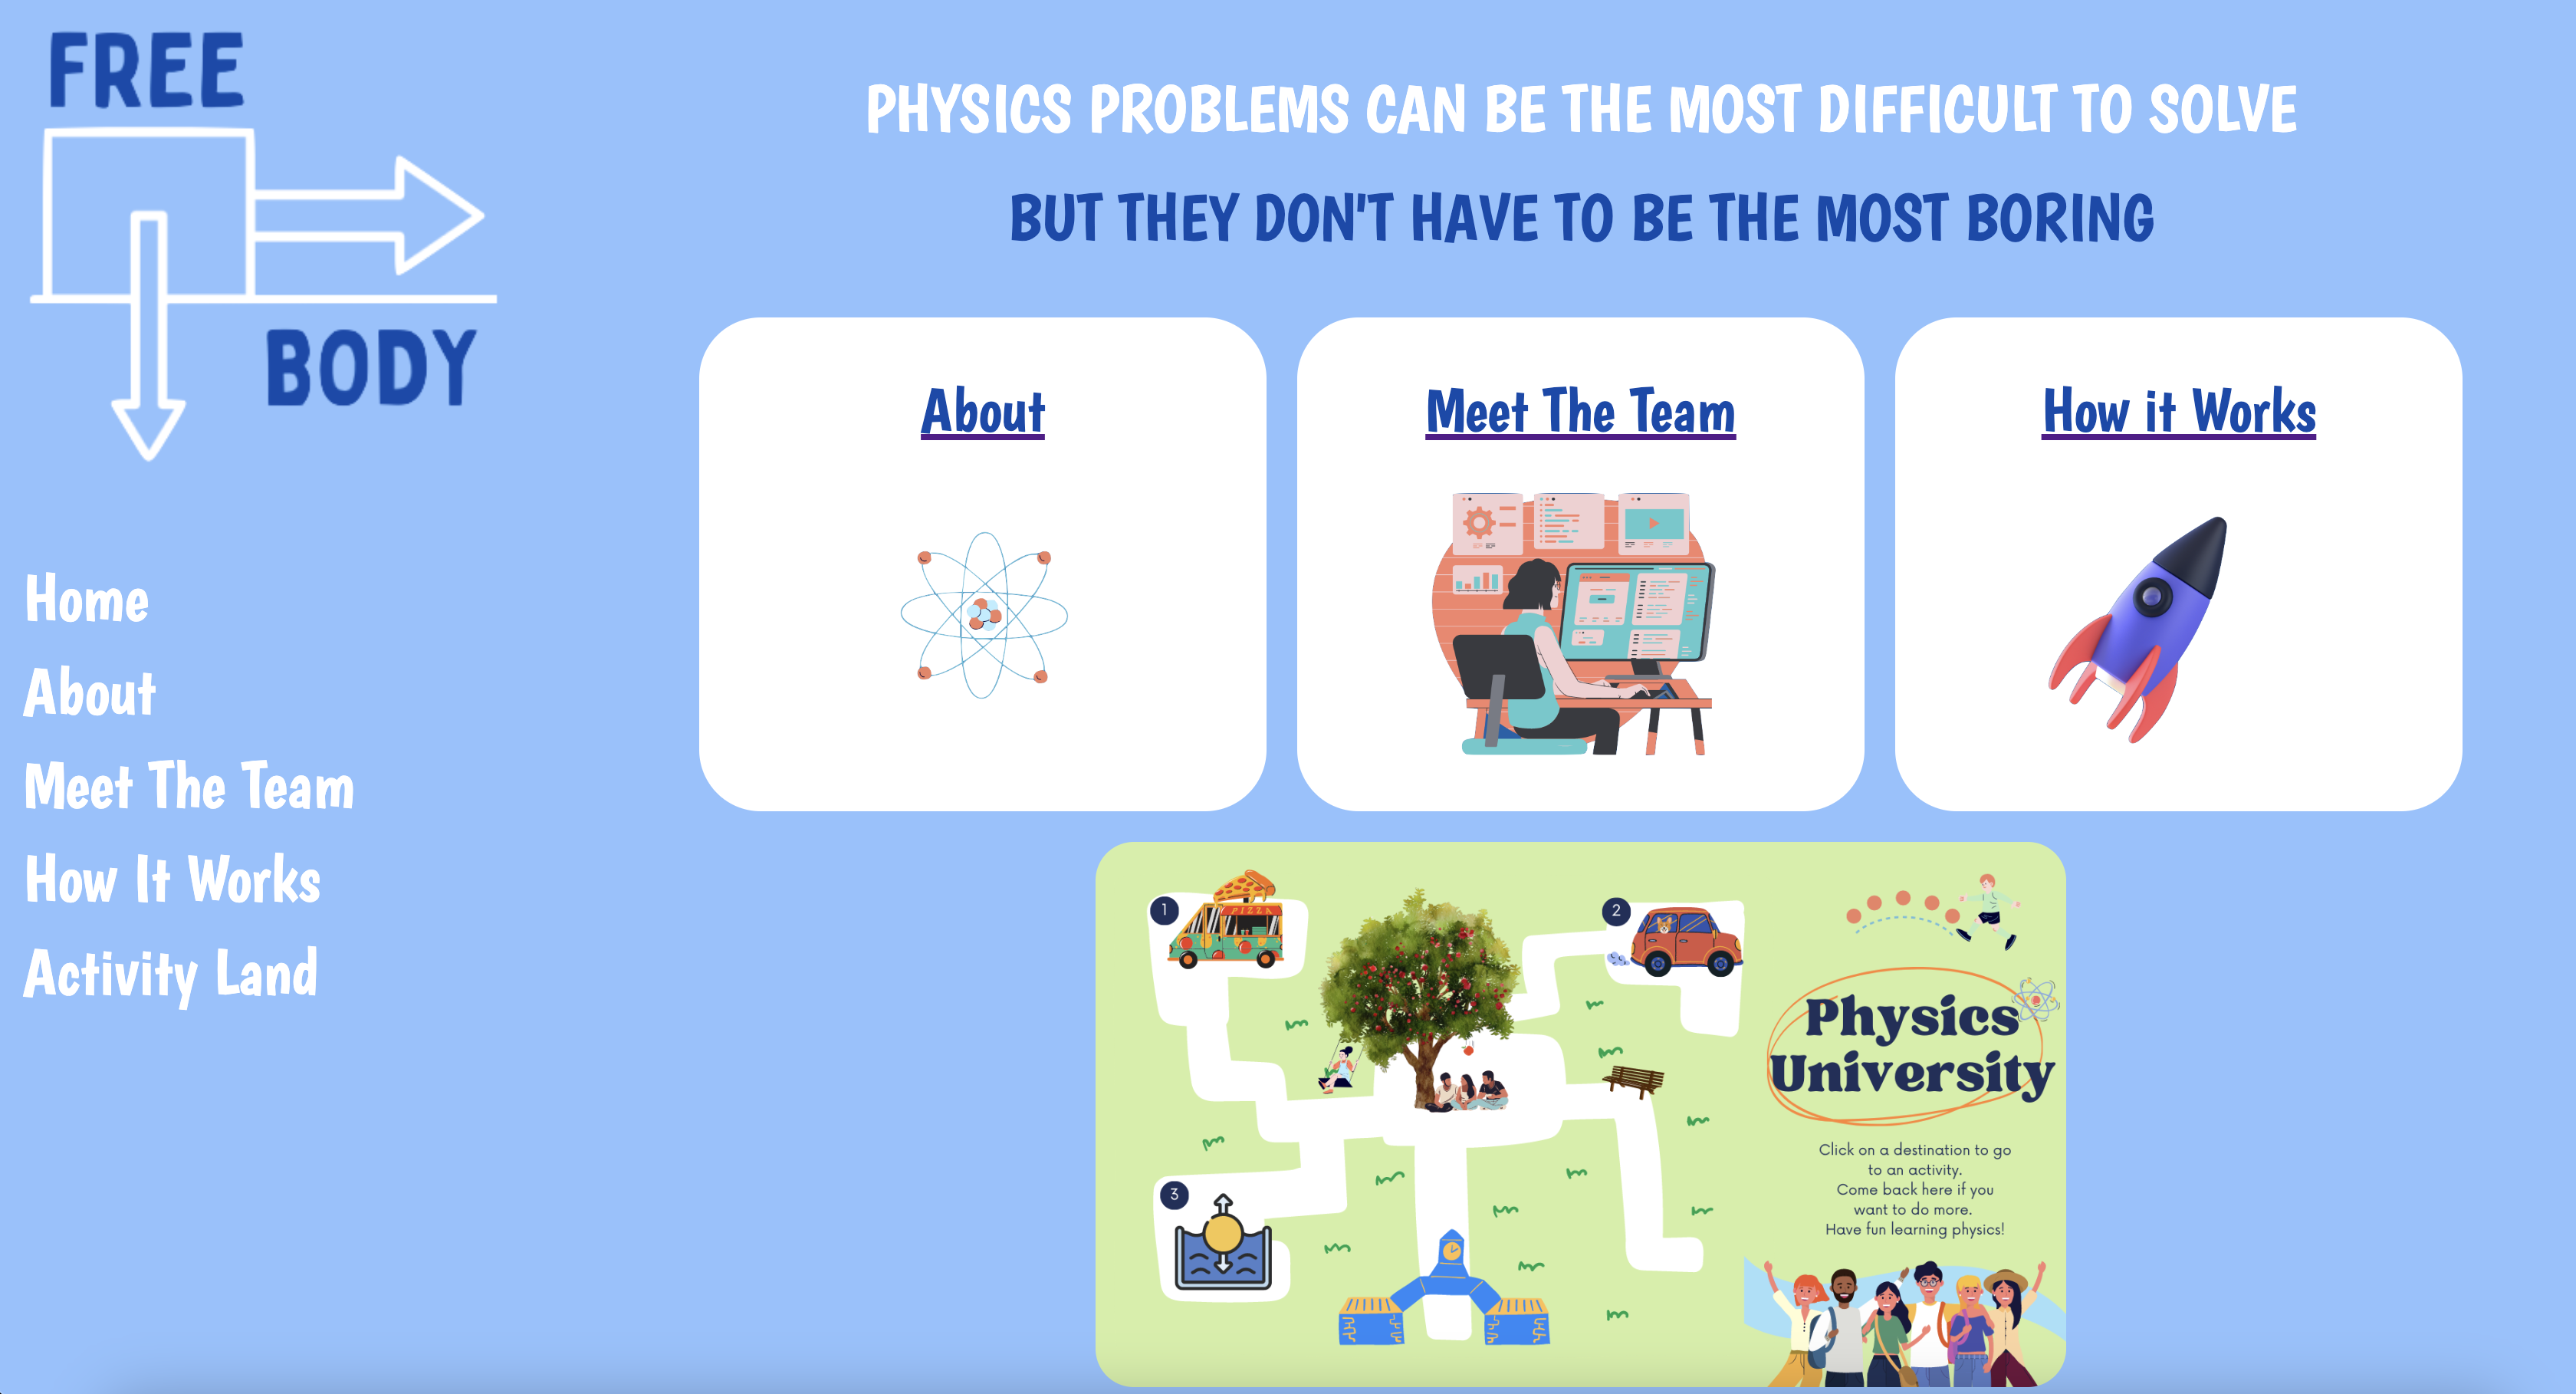 FREE
BODY
Home
About
Meet The Team
How It Works
Activity Land
PHYSICS PROBLEMS CAN BE THE MOST DIFFICULT TO SOLVE
BUT THEY DON'T HAVE TO BE THE MOST BORING
About
Meet The Team
How it Works
1
PIZZA
2
3
Physics
University
Click on a destination to go
to an activity.
Come back here if you
want to do more.
Have fun learning physics!